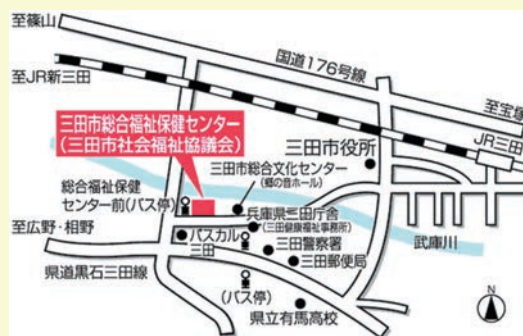 至篠山
国道176号線
至JR新三田
至宝塚
JR三田
三田市総合福祉保健センター
(三田市社会福祉協議会)
三田市役所
三田市総合文化センター
(郷の音ホール)
総合福祉保健
センター前(バス停)
兵庫県三田庁舎
(三田健康福祉事務所)
至広野・相野
パスカル
三田
三田警察署
三田郵便局
武庫川
県道黒石三田線
(バス停)
県立有馬高校
N